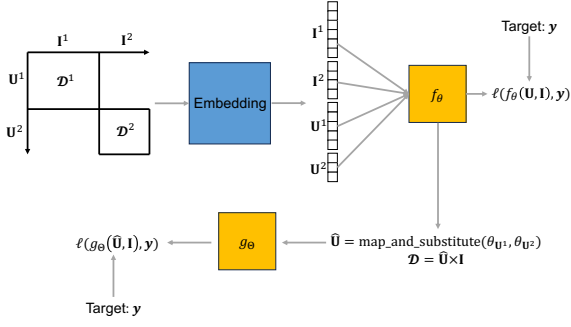 I¹ I²
U¹
𝓓¹
U²
𝓓²
Embedding
I¹
I²
U¹
U²
f_θ
Target: y
ℓ(f_θ(U, I), y)
Û = map_and_substitute(θ_U¹, θ_U²)
𝓓 = Û×I
g_Θ
ℓ(g_Θ(Û, I), y)
Target: y